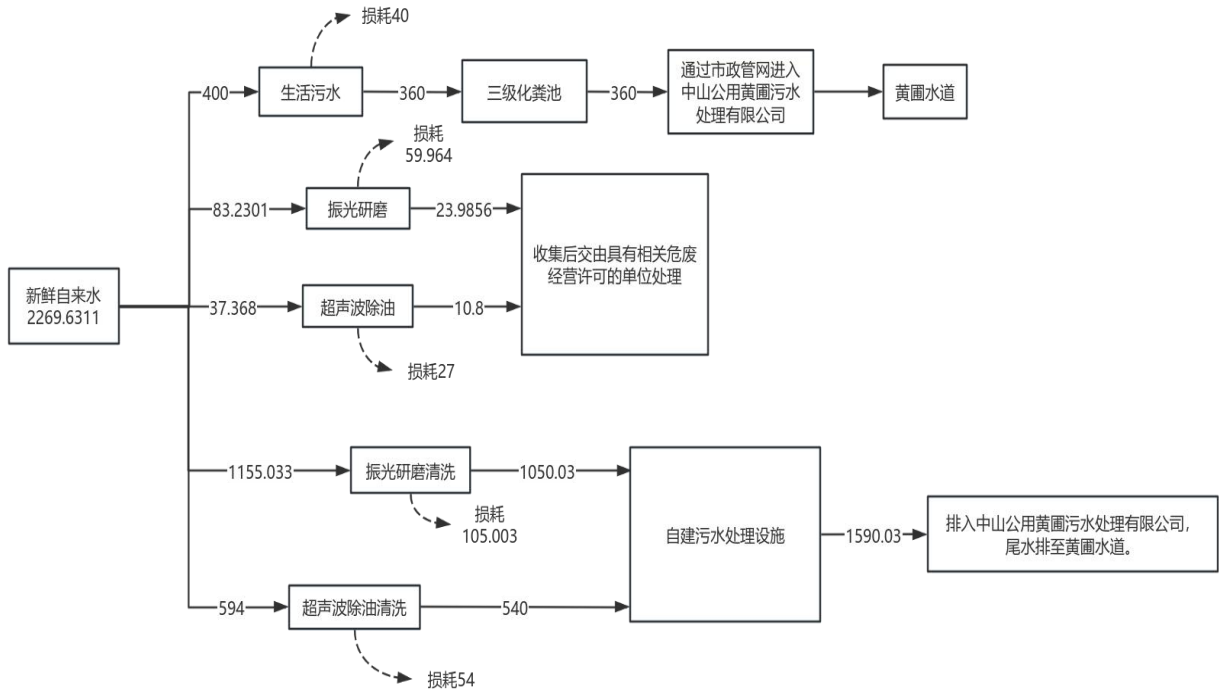 损耗40
400
生活污水
360
三级化粪池
360
通过市政管网进入
中山公用黄圃污水
处理有限公司
黄圃水道
损耗
59.964
83.2301
振光研磨
23.9856
收集后交由具有相关危废
经营许可的单位处理
新鲜自来水
2269.6311
37.368
超声波除油
10.8
损耗27
1155.033
振光研磨清洗
1050.03
损耗
105.003
自建污水处理设施
1590.03
排入中山公用黄圃污水处理有限公司，
尾水排至黄圃水道。
594
超声波除油清洗
540
损耗54